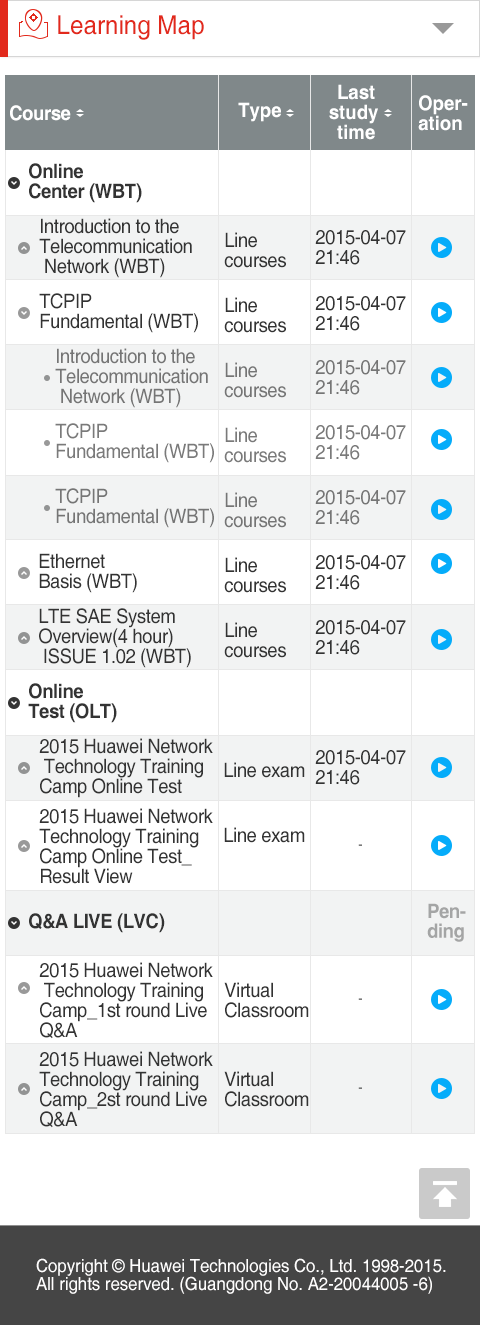 Learning Map
Course
Type
Last
study
time
Oper-
ation
Online
Center (WBT)
Introduction to the
Telecommunication
Network (WBT)
Line
courses
2015-04-07
21:46
TCPIP
Fundamental (WBT)
Line
courses
2015-04-07
21:46
Introduction to the
Telecommunication
Network (WBT)
Line
courses
2015-04-07
21:46
TCPIP
Fundamental (WBT)
Line
courses
2015-04-07
21:46
TCPIP
Fundamental (WBT)
Line
courses
2015-04-07
21:46
Ethernet
Basis (WBT)
Line
courses
2015-04-07
21:46
LTE SAE System
Overview(4 hour)
ISSUE 1.02 (WBT)
Line
courses
2015-04-07
21:46
Online
Test (OLT)
2015 Huawei Network
Technology Training
Camp Online Test
Line exam
2015-04-07
21:46
2015 Huawei Network
Technology Training
Camp Online Test_
Result View
Line exam
-
Q&A LIVE (LVC)
Pen-
ding
2015 Huawei Network
Technology Training
Camp_1st round Live
Q&A
Virtual
Classroom
-
2015 Huawei Network
Technology Training
Camp_2st round Live
Q&A
Virtual
Classroom
-
Copyright © Huawei Technologies Co., Ltd. 1998-2015.
All rights reserved. (Guangdong No. A2-20044005 -6)